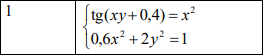 1
tg(xy+0,4) = x²
0,6x² + 2y² = 1